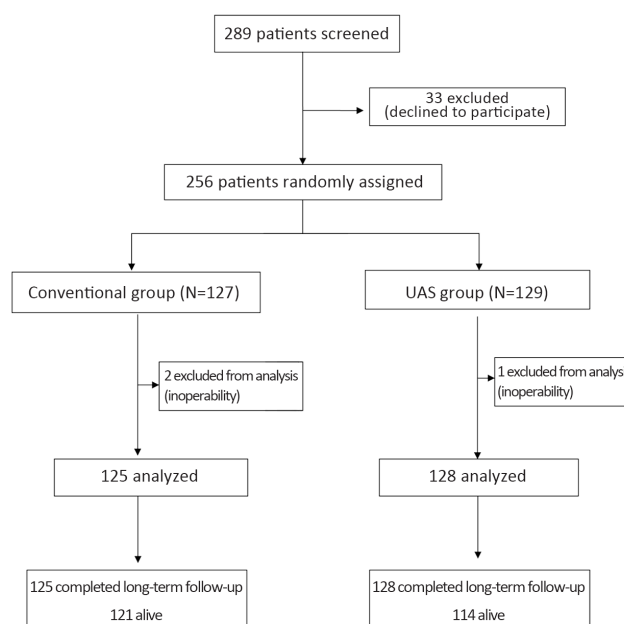 289 patients screened
33 excluded
(declined to participate)
256 patients randomly assigned
Conventional group (N=127)
UAS group (N=129)
2 excluded from analysis
(inoperability)
1 excluded from analysis
(inoperability)
125 analyzed
128 analyzed
125 completed long-term follow-up
121 alive
128 completed long-term follow-up
114 alive